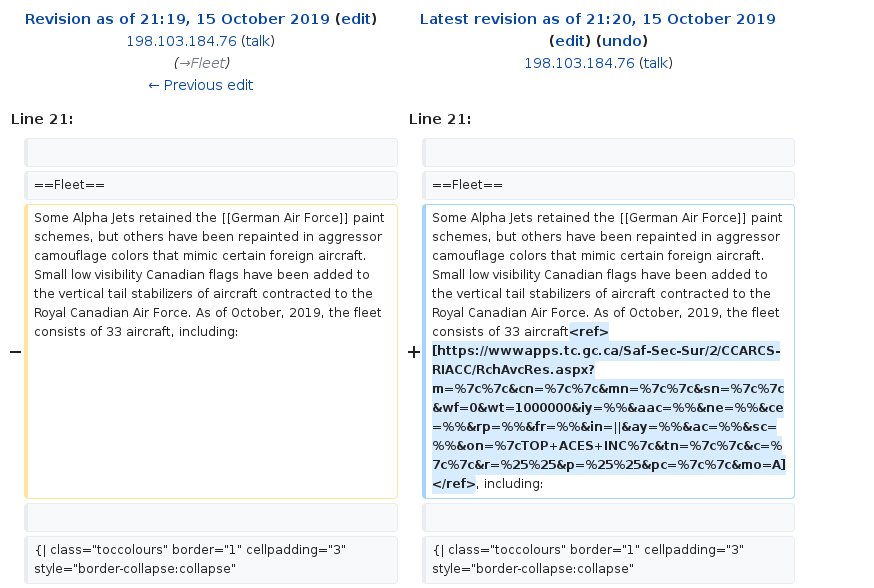 Revision as of 21:19, 15 October 2019 (edit)
198.103.184.76 (talk)
(→Fleet)
← Previous edit
Latest revision as of 21:20, 15 October 2019
(edit) (undo)
198.103.184.76 (talk)
Line 21:
Line 21:
==Fleet==
==Fleet==
−
Some Alpha Jets retained the [[German Air Force]] paint
schemes, but others have been repainted in aggressor
camouflage colors that mimic certain foreign aircraft.
Small low visibility Canadian flags have been added to
the vertical tail stabilizers of aircraft contracted to the
Royal Canadian Air Force. As of October, 2019, the fleet
consists of 33 aircraft, including:
+
Some Alpha Jets retained the [[German Air Force]] paint
schemes, but others have been repainted in aggressor
camouflage colors that mimic certain foreign aircraft.
Small low visibility Canadian flags have been added to
the vertical tail stabilizers of aircraft contracted to the
Royal Canadian Air Force. As of October, 2019, the fleet
consists of 33 aircraft<ref>
[https://wwwapps.tc.gc.ca/Saf-Sec-Sur/2/CCARCS-
RIACC/RchAvcRes.aspx?
m=%7c%7c&cn=%7c%7c&mn=%7c%7c&sn=%7c%7c
&wf=0&wt=1000000&iy=%%&aac=%%&ne=%%&ce
=%%&rp=%%&fr=%%&in=||&ay=%%&ac=%%&sc=
%%&on=%7cTOP+ACES+INC%7c&tn=%7c%7c&c=%
7c%7c&r=%25%25&p=%25%25&pc=%7c%7c&mo=A]
</ref>, including:
{| class="toccolours" border="1" cellpadding="3"
style="border-collapse:collapse"
{| class="toccolours" border="1" cellpadding="3"
style="border-collapse:collapse"